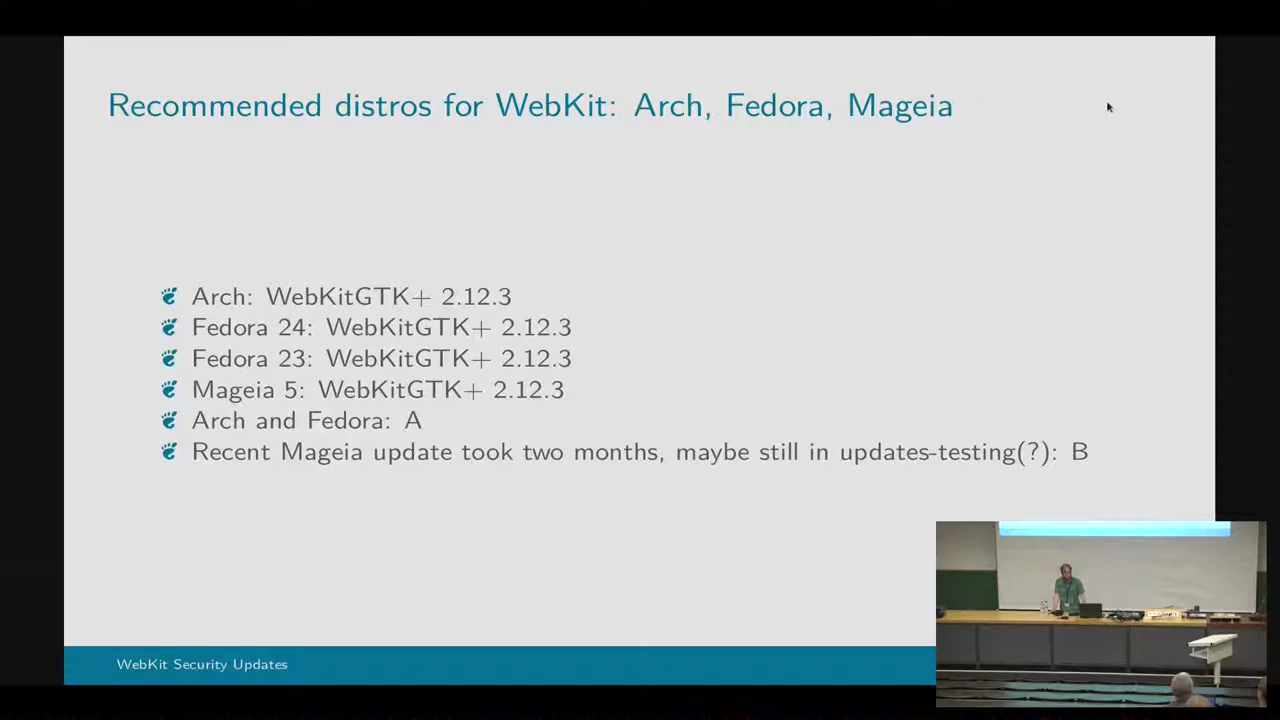 Recommended distros for WebKit: Arch, Fedora, Mageia
Arch: WebKitGTK+ 2.12.3
Fedora 24: WebKitGTK+ 2.12.3
Fedora 23: WebKitGTK+ 2.12.3
Mageia 5: WebKitGTK+ 2.12.3
Arch and Fedora: A
Recent Mageia update took two months, maybe still in updates-testing(?): B
WebKit Security Updates